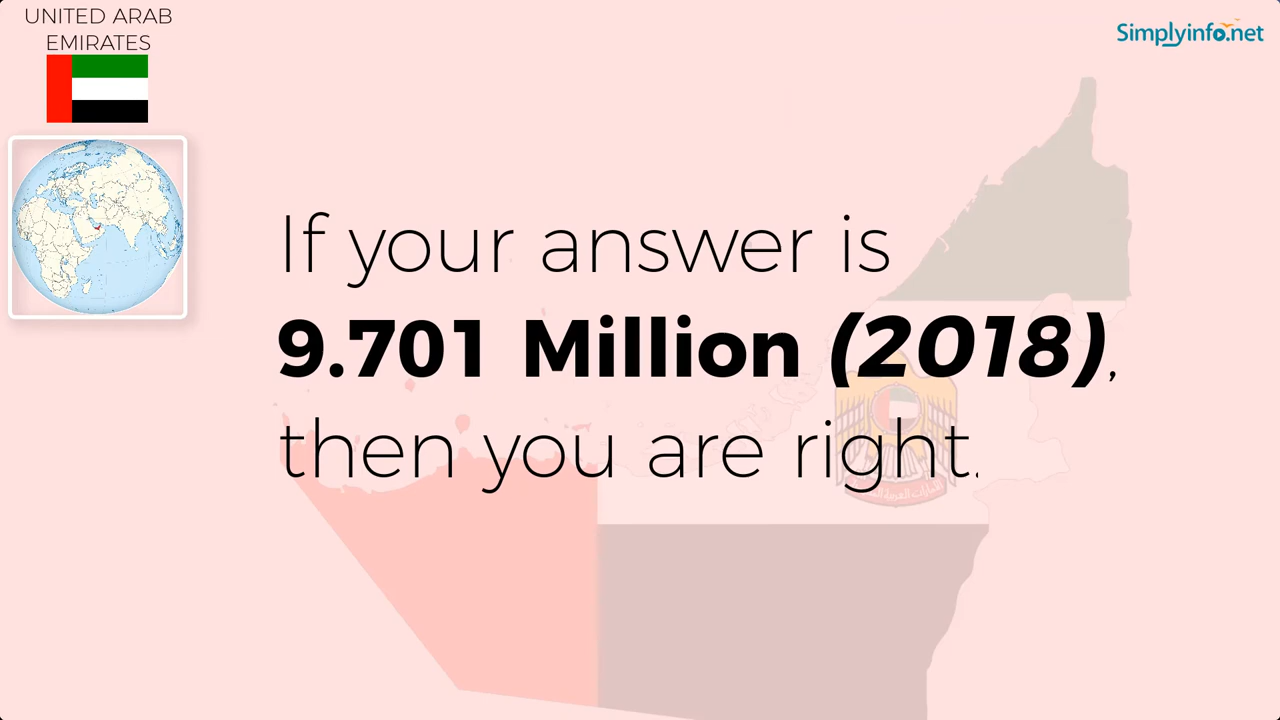 UNITED ARAB
EMIRATES
Simplyinfo.net
If your answer is
9.701 Million (2018),
then you are right.